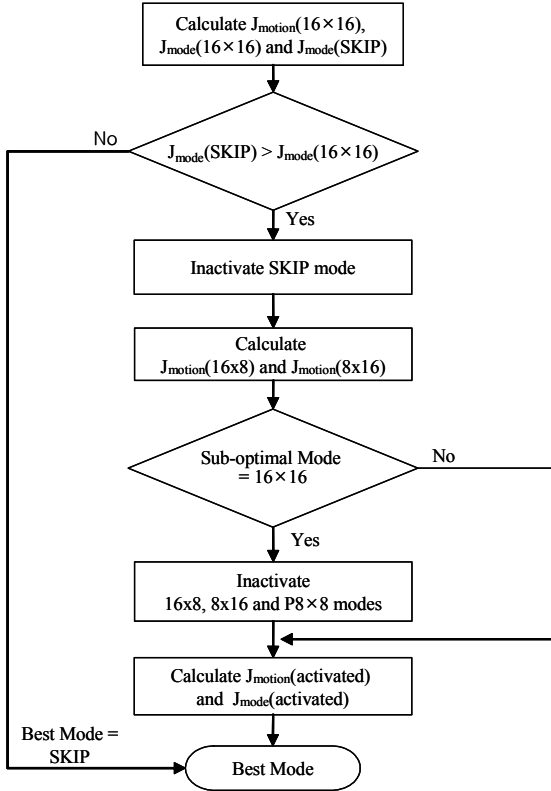 Calculate Jmotion(16×16),
Jmode(16×16) and Jmode(SKIP)
No
Jmode(SKIP) > Jmode(16×16)
Yes
Inactivate SKIP mode
Calculate
Jmotion(16x8) and Jmotion(8x16)
Sub-optimal Mode
= 16×16
No
Yes
Inactivate
16x8, 8x16 and P8×8 modes
Calculate Jmotion(activated)
and Jmode(activated)
Best Mode =
SKIP
Best Mode